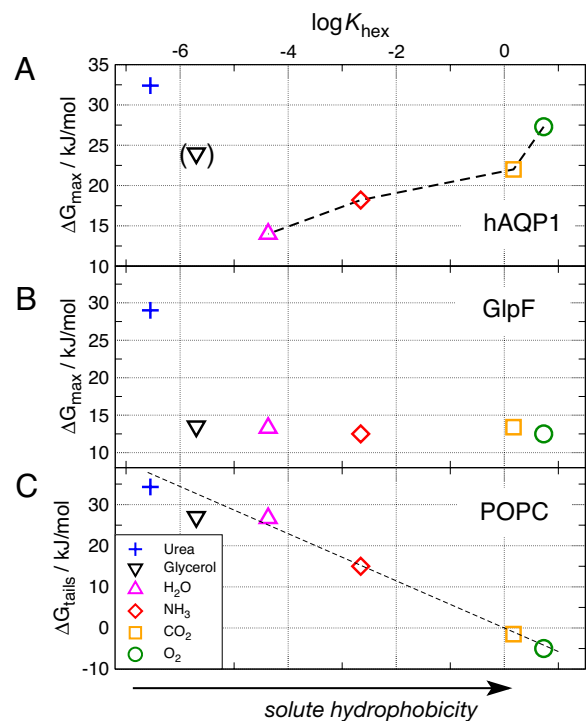 log K_hex
-6 -4 -2 0
A
35
30
25
20
15
10
ΔG_max / kJ/mol
( )
hAQP1
B
30
25
20
15
10
ΔG_max / kJ/mol
GlpF
C
30
20
10
0
-10
ΔG_tails / kJ/mol
POPC
Urea
Glycerol
H₂O
NH₃
CO₂
O₂
solute hydrophobicity